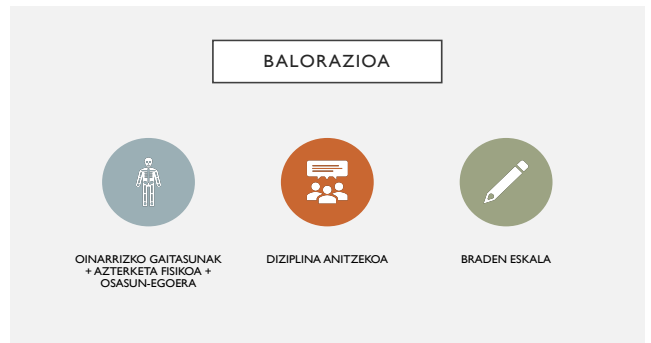 BALORAZIOA
OINARRIZKO GAITASUNAK
+ AZTERKETA FISIKOA +
OSASUN-EGOERA
DIZIPLINA ANITZEKOA
BRADEN ESKALA